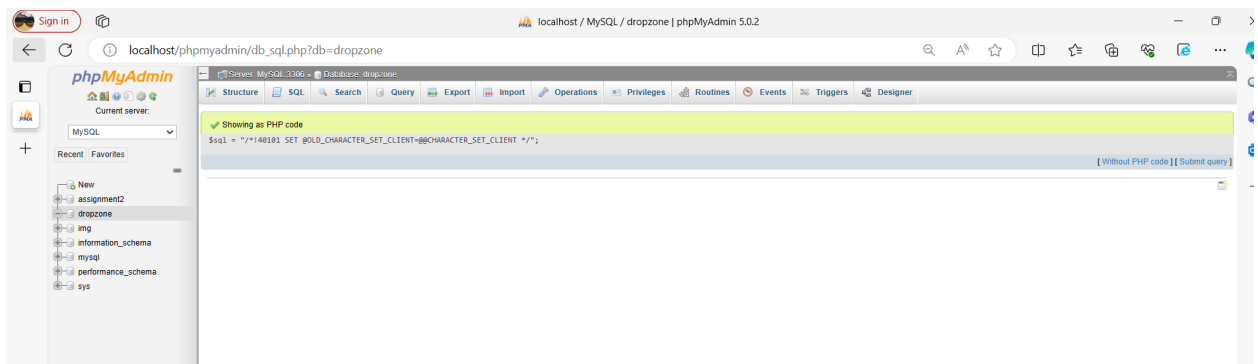 Sign in
localhost / MySQL / dropzone | phpMyAdmin 5.0.2
localhost/phpmyadmin/db_sql.php?db=dropzone
phpMyAdmin
Current server:
MySQL
Recent Favorites
New
assignment2
dropzone
img
information_schema
mysql
performance_schema
sys
Server: MySQL:3306 » Database: dropzone
Structure SQL Search Query Export Import Operations Privileges Routines Events Triggers Designer
Showing as PHP code
$sql = "/*!40101 SET @OLD_CHARACTER_SET_CLIENT=@@CHARACTER_SET_CLIENT */";
[ Without PHP code ] [ Submit query ]